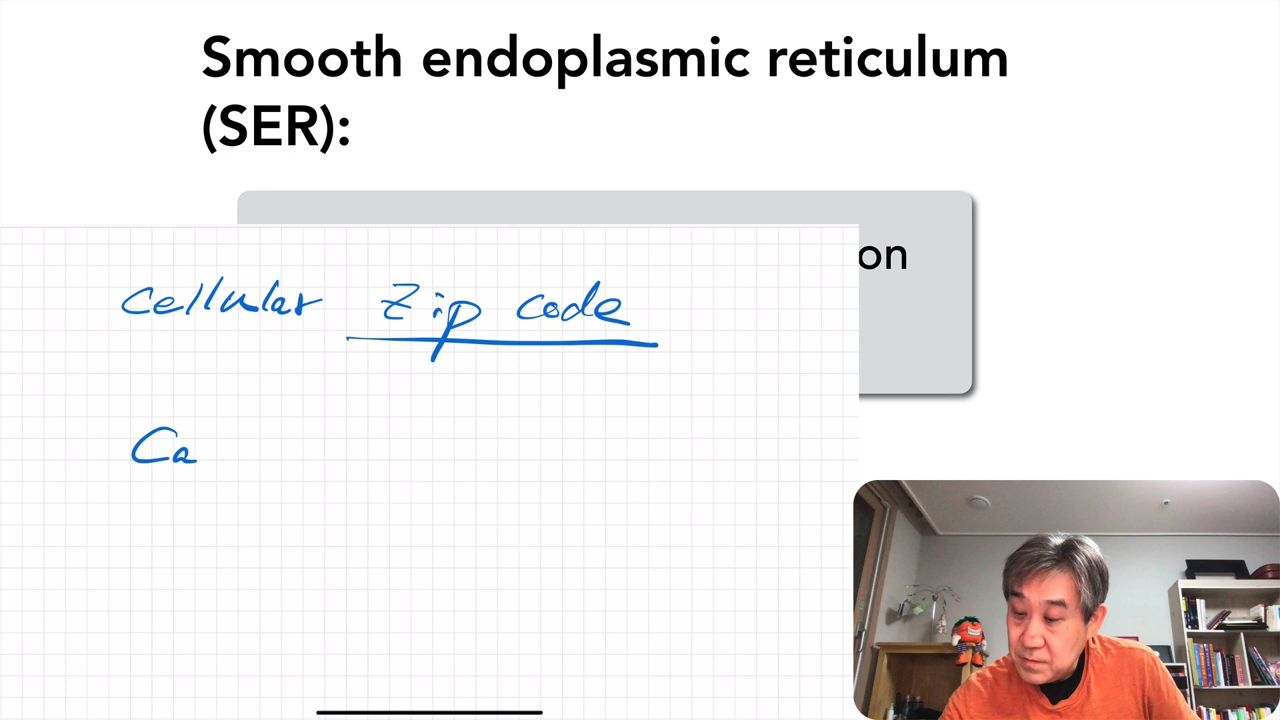 Smooth endoplasmic reticulum
(SER):
on
cellular Zip code
Ca